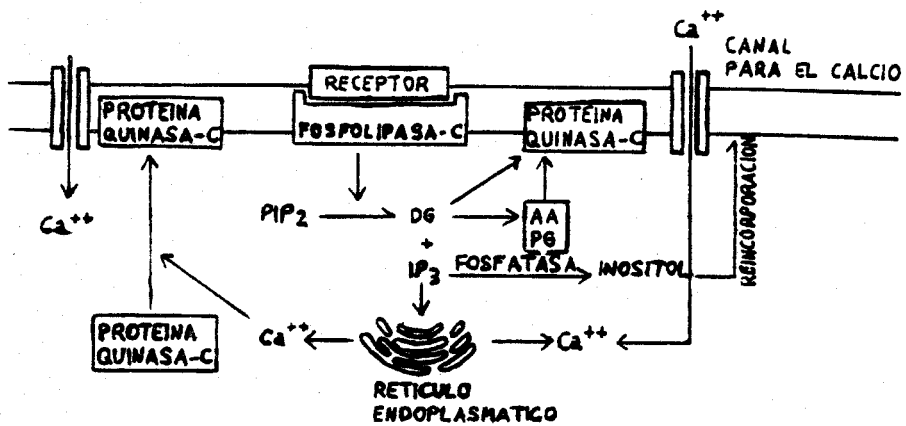 Ca++
CANAL
PARA EL CALCIO
RECEPTOR
PROTEINA
QUINASA-C
FOSFOLIPASA-C
PROTEINA
QUINASA-C
Ca++
PIP2
DG
AA
PG
+
IP3
FOSFATASA
INOSITOL
REINCORPORACION
PROTEINA
QUINASA-C
Ca++
Ca++
RETICULO
ENDOPLASMATICO